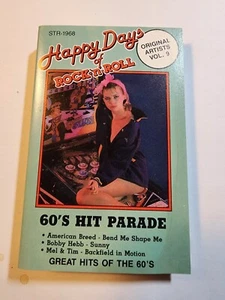 STR-1968
Happy Days
of
ROCK 'n' ROLL
ORIGINAL
ARTISTS
VOL. 9
60'S HIT PARADE
• American Breed - Bend Me Shape Me
• Bobby Hebb - Sunny
• Mel & Tim - Backfield in Motion
GREAT HITS OF THE 60'S